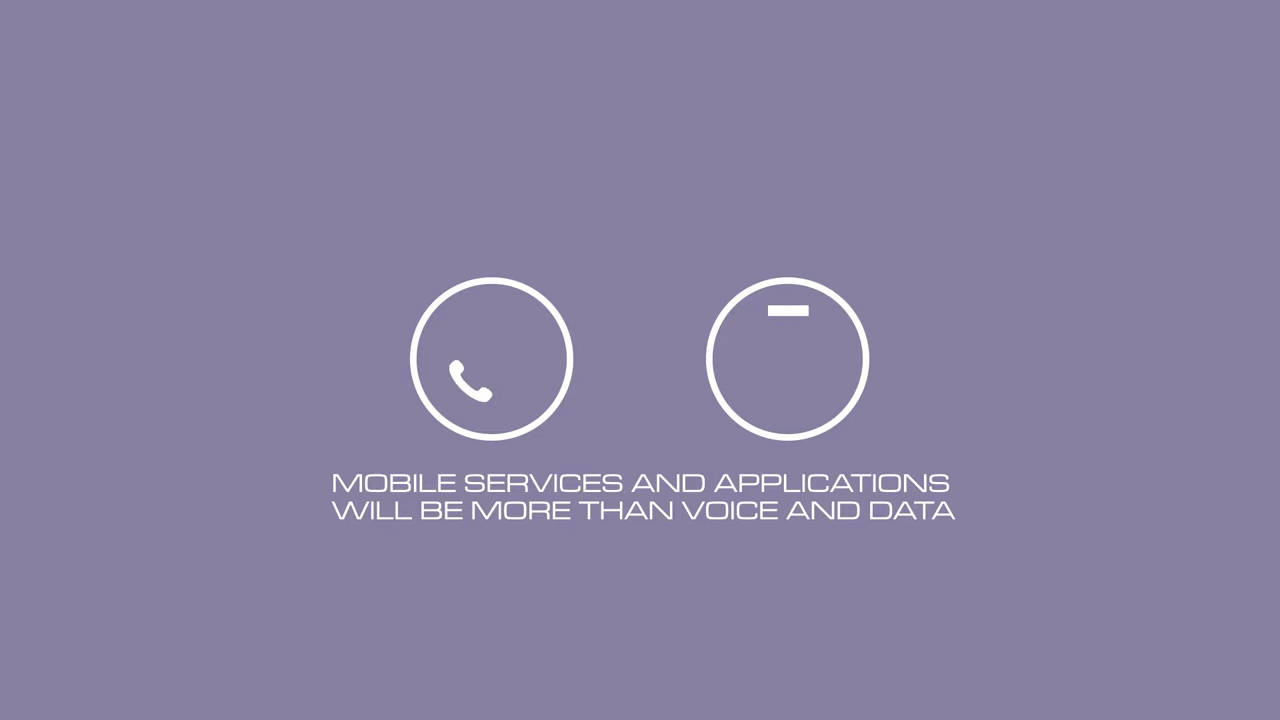 MOBILE SERVICES AND APPLICATIONS
WILL BE MORE THAN VOICE AND DATA